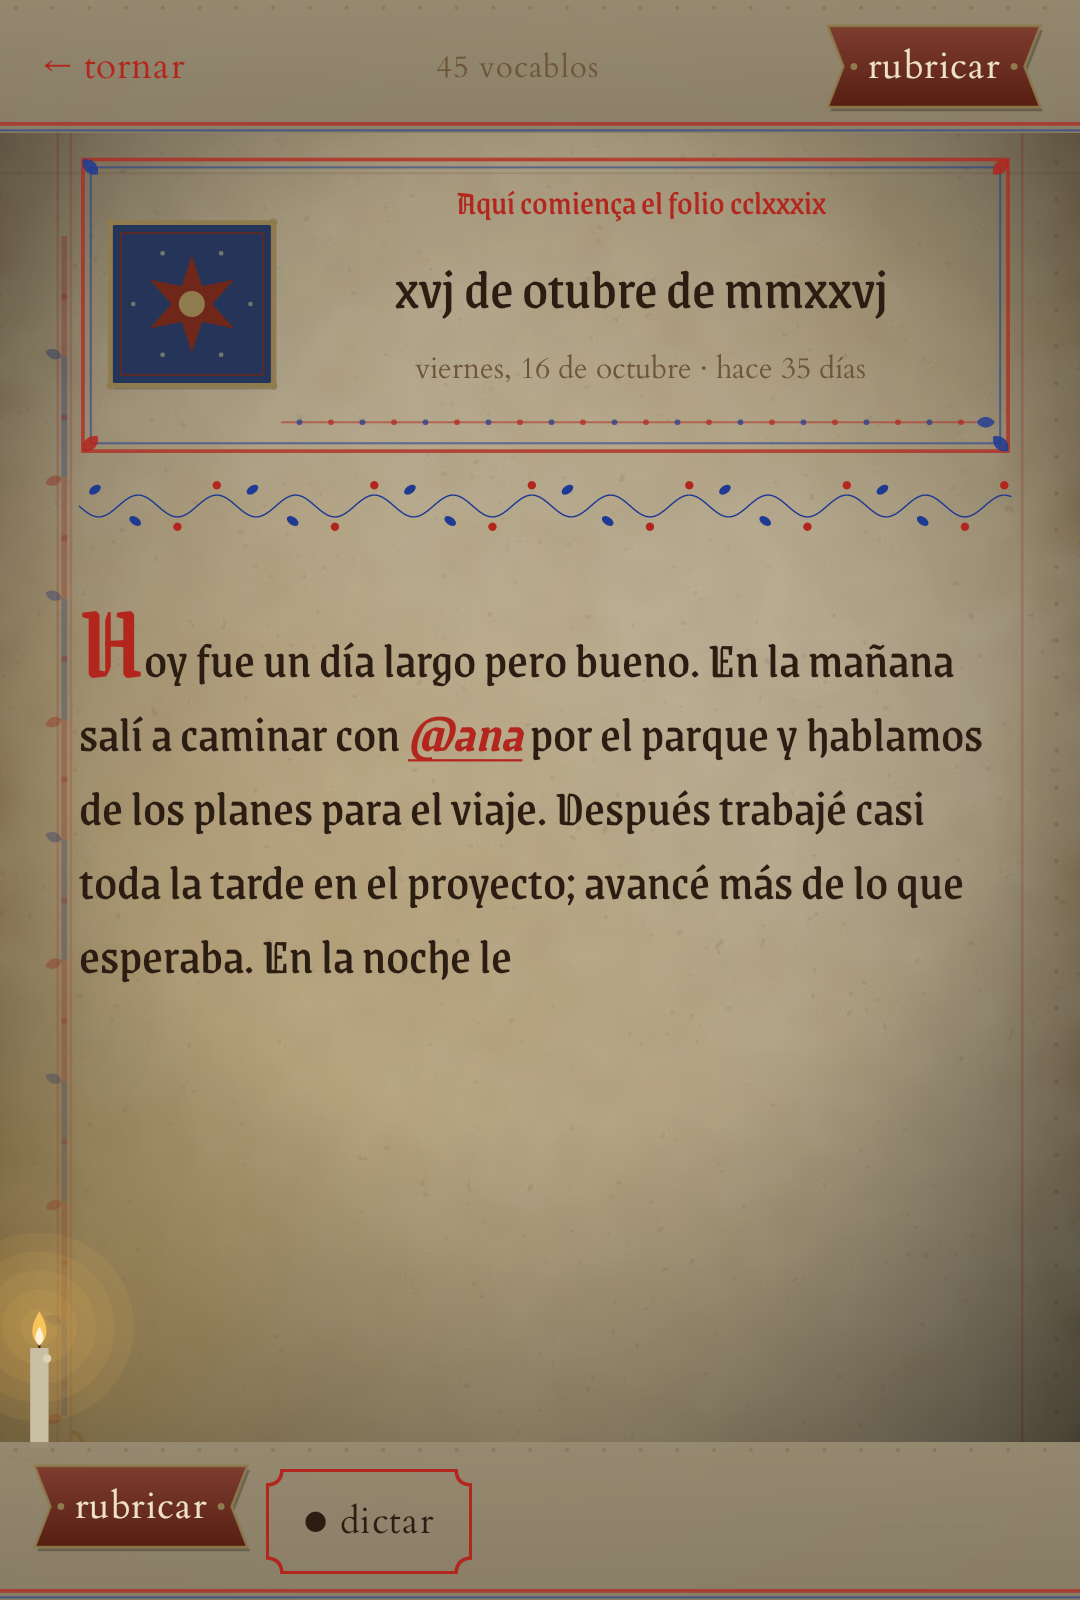 ← tornar
45 vocablos
rubricar
Aquí comiença el folio cclxxxix
xvj de otubre de mmxxvj
viernes, 16 de octubre · hace 35 días
Hoy fue un día largo pero bueno. En la mañana
salí a caminar con @ana por el parque y hablamos
de los planes para el viaje. Después trabajé casi
toda la tarde en el proyecto; avancé más de lo que
esperaba. En la noche le
rubricar
● dictar